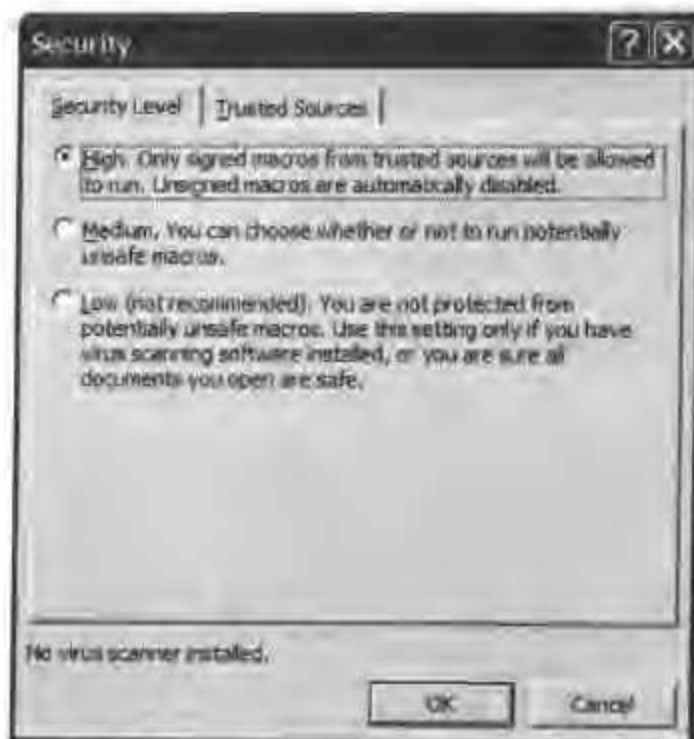 Security
Security Level
Trusted Sources
High. Only signed macros from trusted sources will be allowed
to run. Unsigned macros are automatically disabled.
Medium. You can choose whether or not to run potentially
unsafe macros.
Low (not recommended). You are not protected from
potentially unsafe macros. Use this setting only if you have
virus scanning software installed, or you are sure all
documents you open are safe.
No virus scanner installed.
OK
Cancel